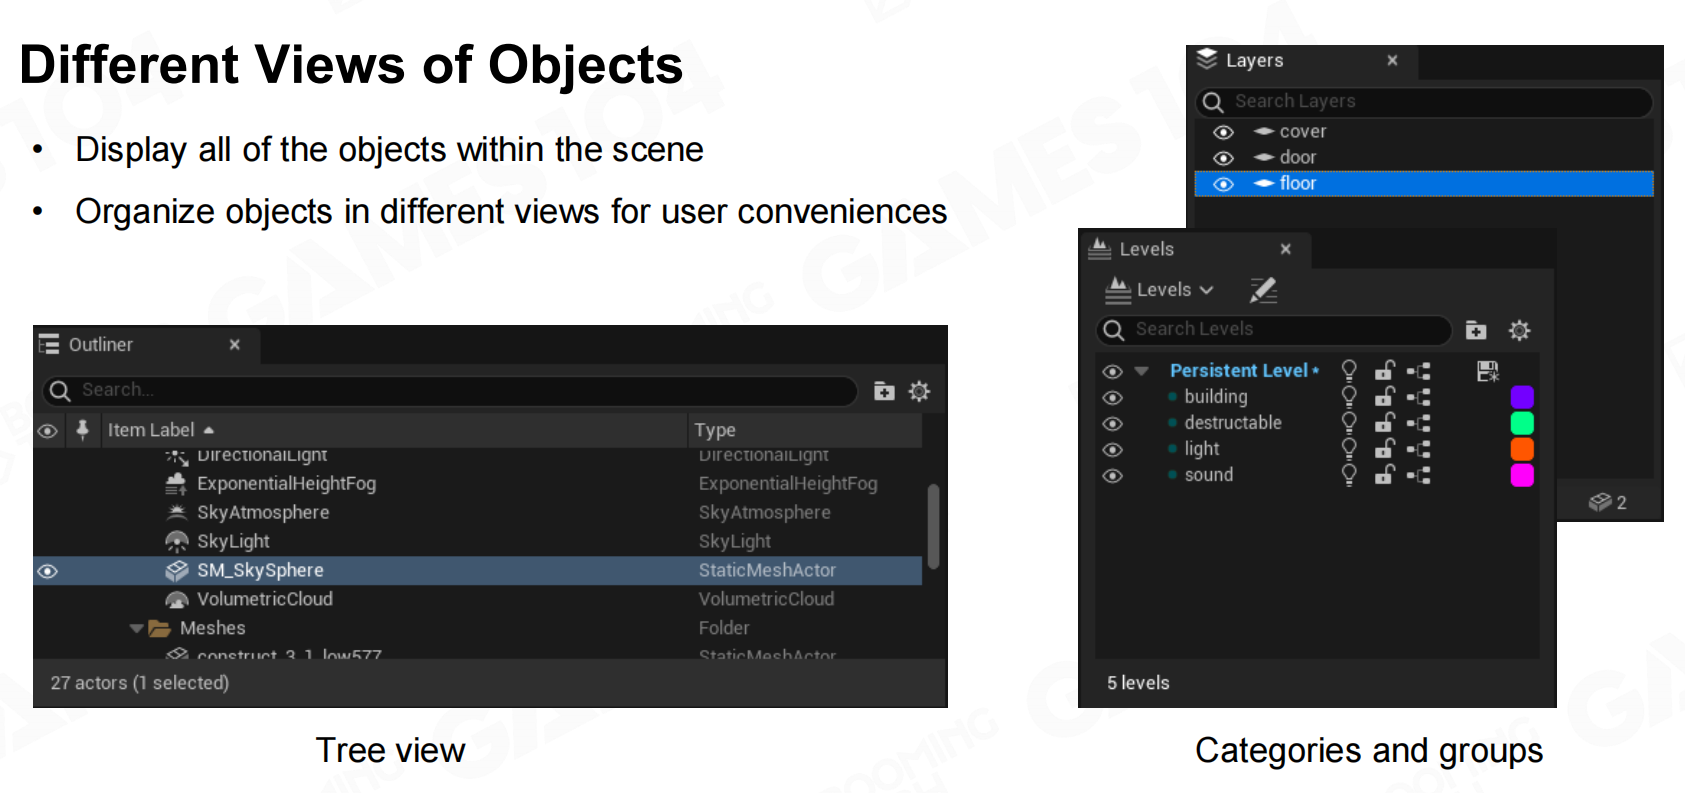 Different Views of Objects
• Display all of the objects within the scene
• Organize objects in different views for user conveniences
Layers ×
Search Layers
cover
door
floor
2
Levels ×
Levels
Search Levels
Persistent Level *
building
destructable
light
sound
5 levels
Outliner ×
Search...
Item Label Type
DirectionalLight DirectionalLight
ExponentialHeightFog ExponentialHeightFog
SkyAtmosphere SkyAtmosphere
SkyLight SkyLight
SM_SkySphere StaticMeshActor
VolumetricCloud VolumetricCloud
Meshes Folder
construct_3_1_low577 StaticMeshActor
27 actors (1 selected)
Tree view
Categories and groups
GAMES104